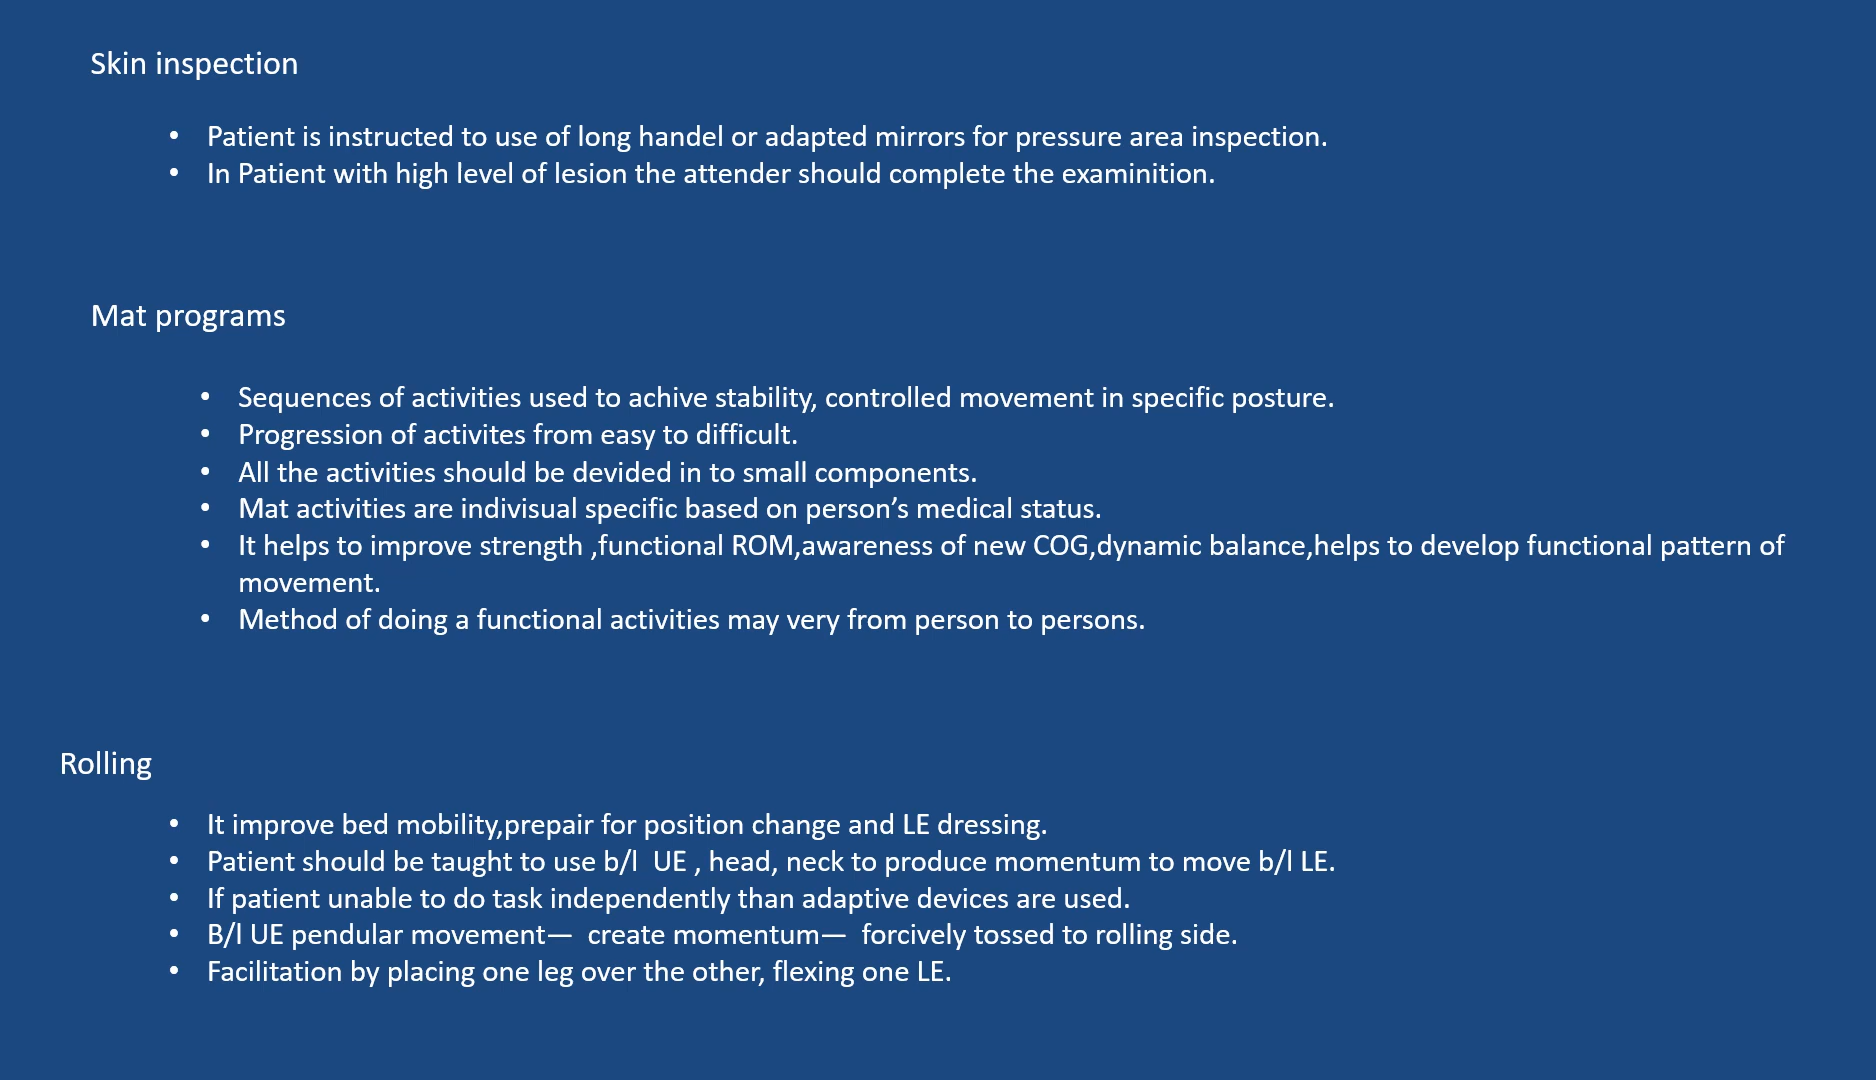 Skin inspection
• Patient is instructed to use of long handel or adapted mirrors for pressure area inspection.
• In Patient with high level of lesion the attender should complete the examinition.
Mat programs
• Sequences of activities used to achive stability, controlled movement in specific posture.
• Progression of activites from easy to difficult.
• All the activities should be devided in to small components.
• Mat activities are indivisual specific based on person’s medical status.
• It helps to improve strength ,functional ROM,awareness of new COG,dynamic balance,helps to develop functional pattern of
movement.
• Method of doing a functional activities may very from person to persons.
Rolling
• It improve bed mobility,prepair for position change and LE dressing.
• Patient should be taught to use b/l  UE , head, neck to produce momentum to move b/l LE.
• If patient unable to do task independently than adaptive devices are used.
• B/l UE pendular movement—  create momentum—  forcively tossed to rolling side.
• Facilitation by placing one leg over the other, flexing one LE.